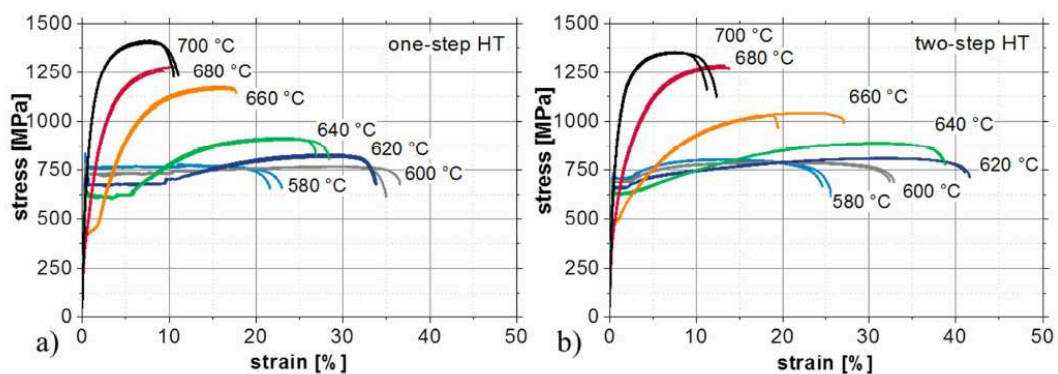 1500
1250
1000
750
500
250
0
stress [MPa]
700 °C
one-step HT
680 °C
660 °C
640 °C
620 °C
600 °C
580 °C
0
10
20
30
40
50
a)
strain [%]
1500
1250
1000
750
500
250
0
stress [MPa]
700 °C
two-step HT
680 °C
660 °C
640 °C
620 °C
600 °C
580 °C
0
10
20
30
40
50
b)
strain [%]